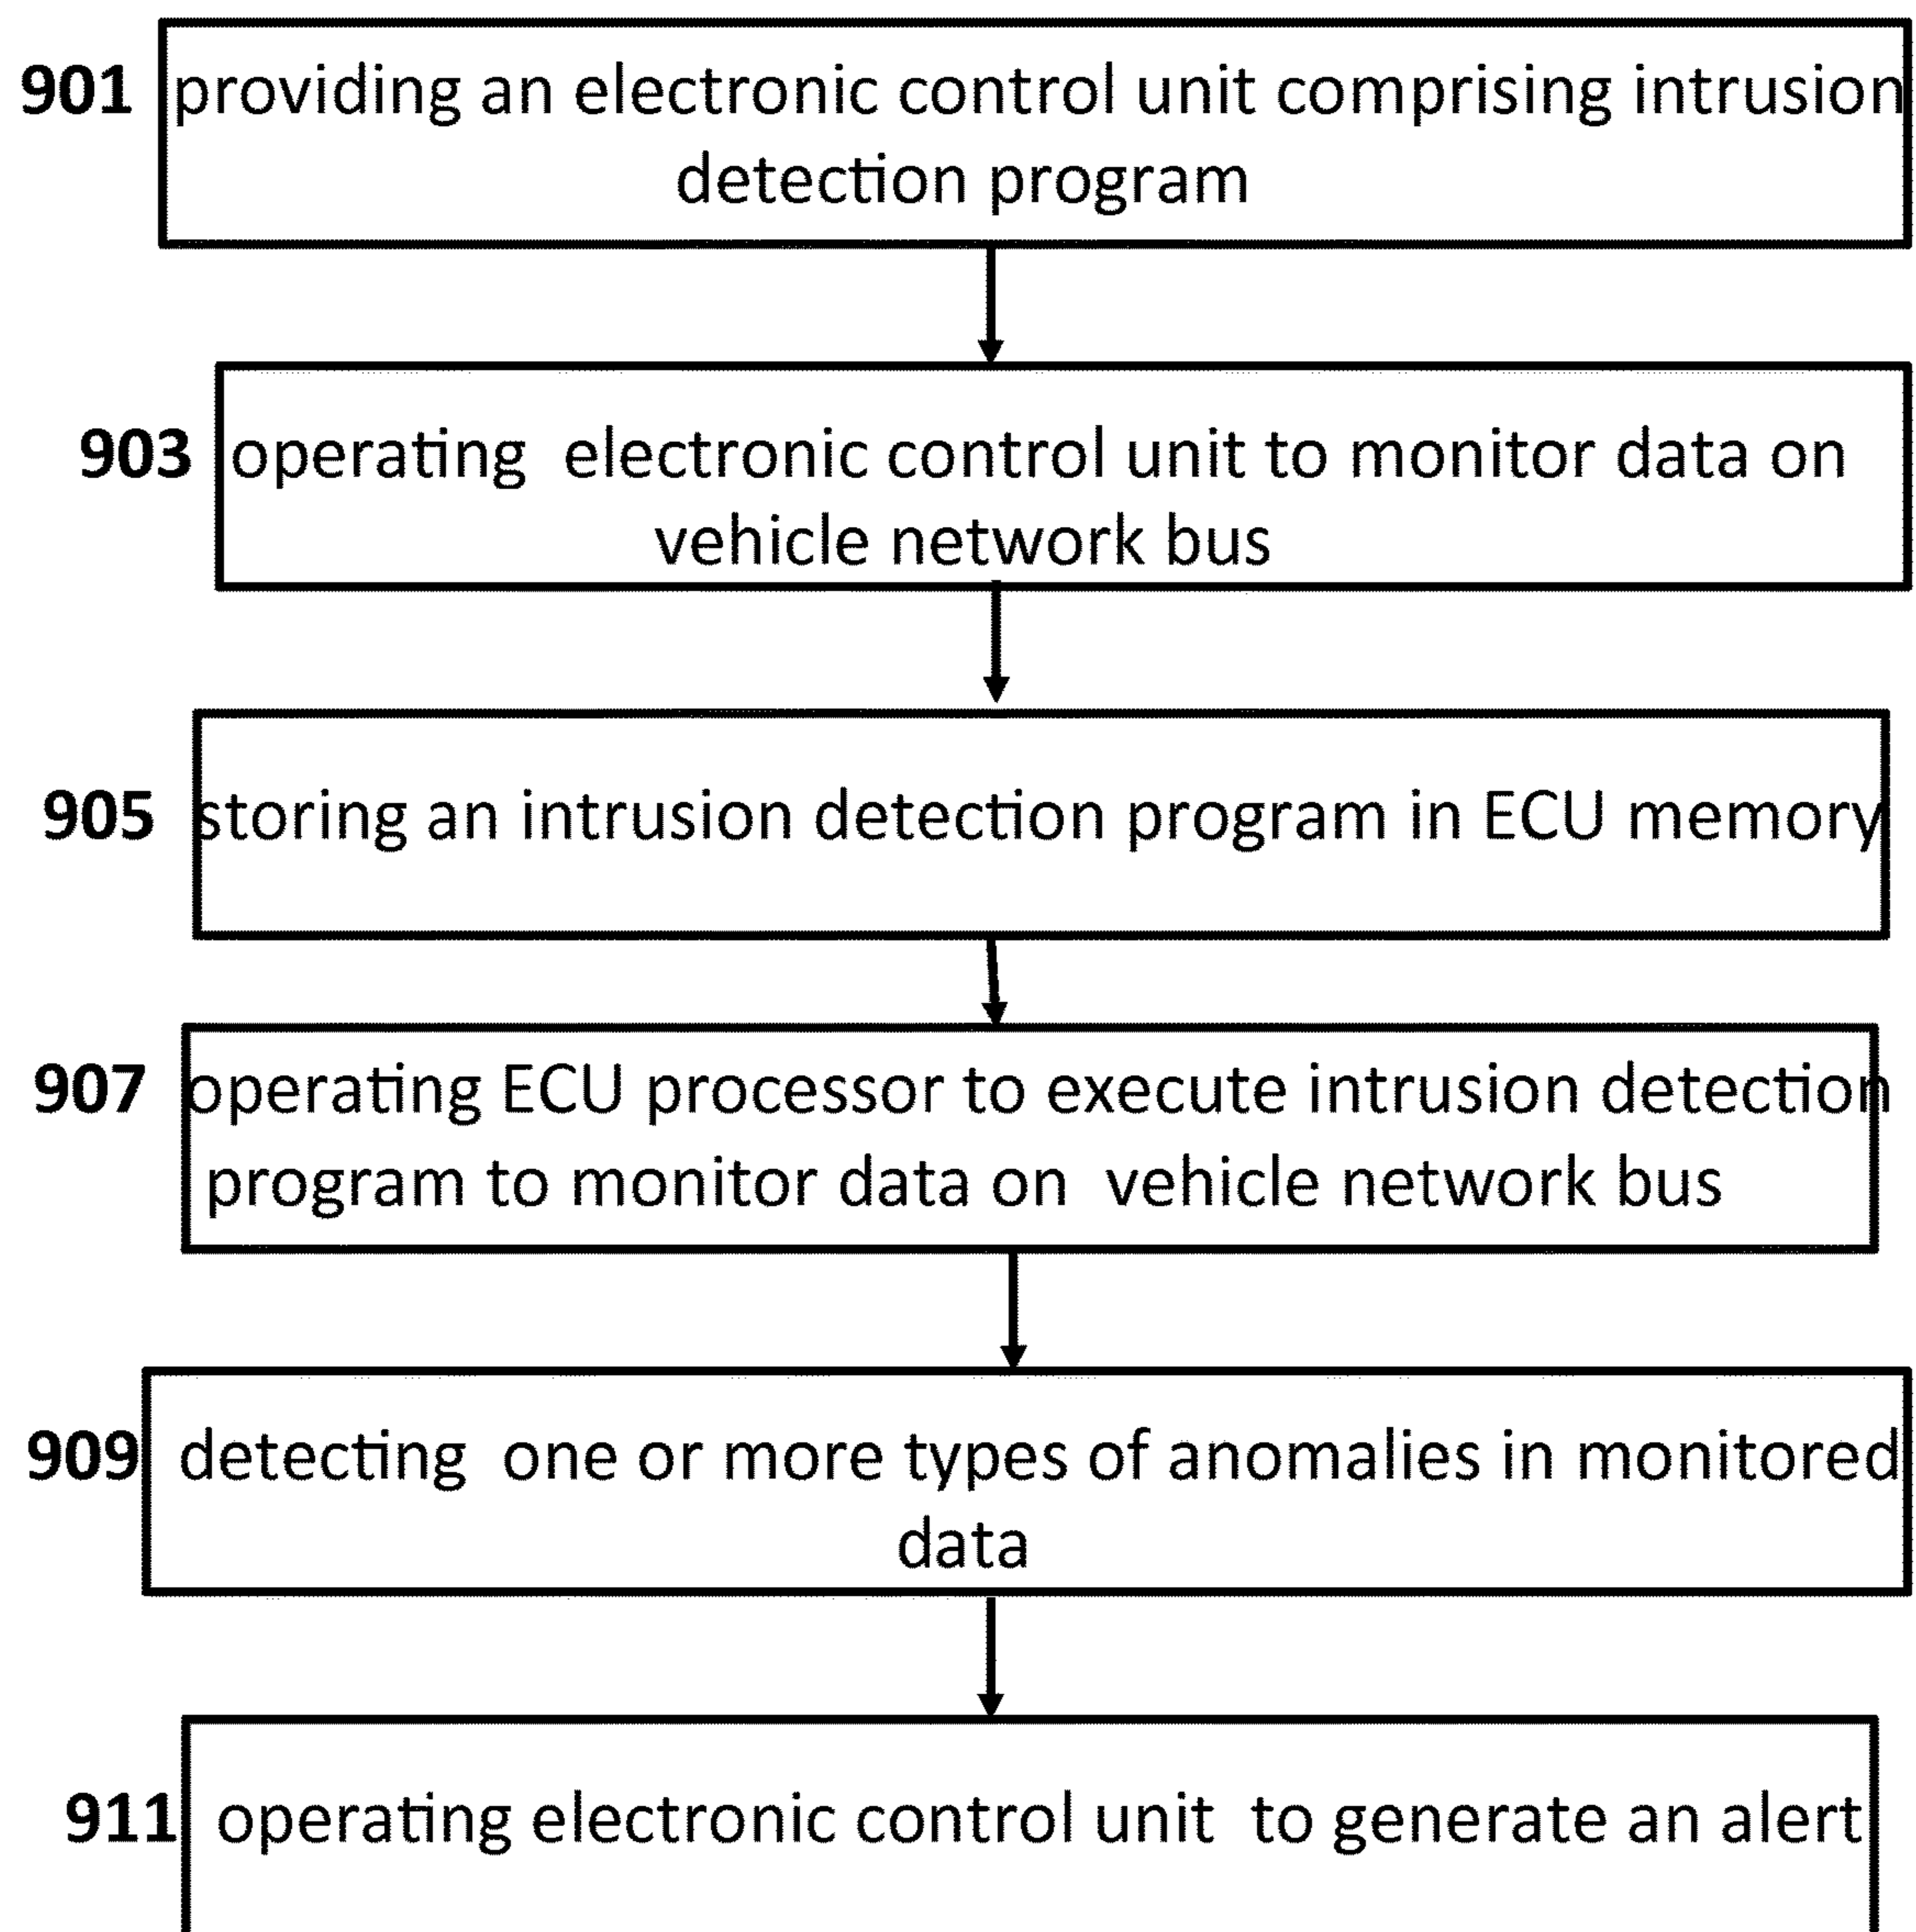 901 providing an electronic control unit comprising intrusion
detection program
903 operating electronic control unit to monitor data on
vehicle network bus
905 storing an intrusion detection program in ECU memory
907 operating ECU processor to execute intrusion detection
program to monitor data on vehicle network bus
909 detecting one or more types of anomalies in monitored
data
911 operating electronic control unit to generate an alert